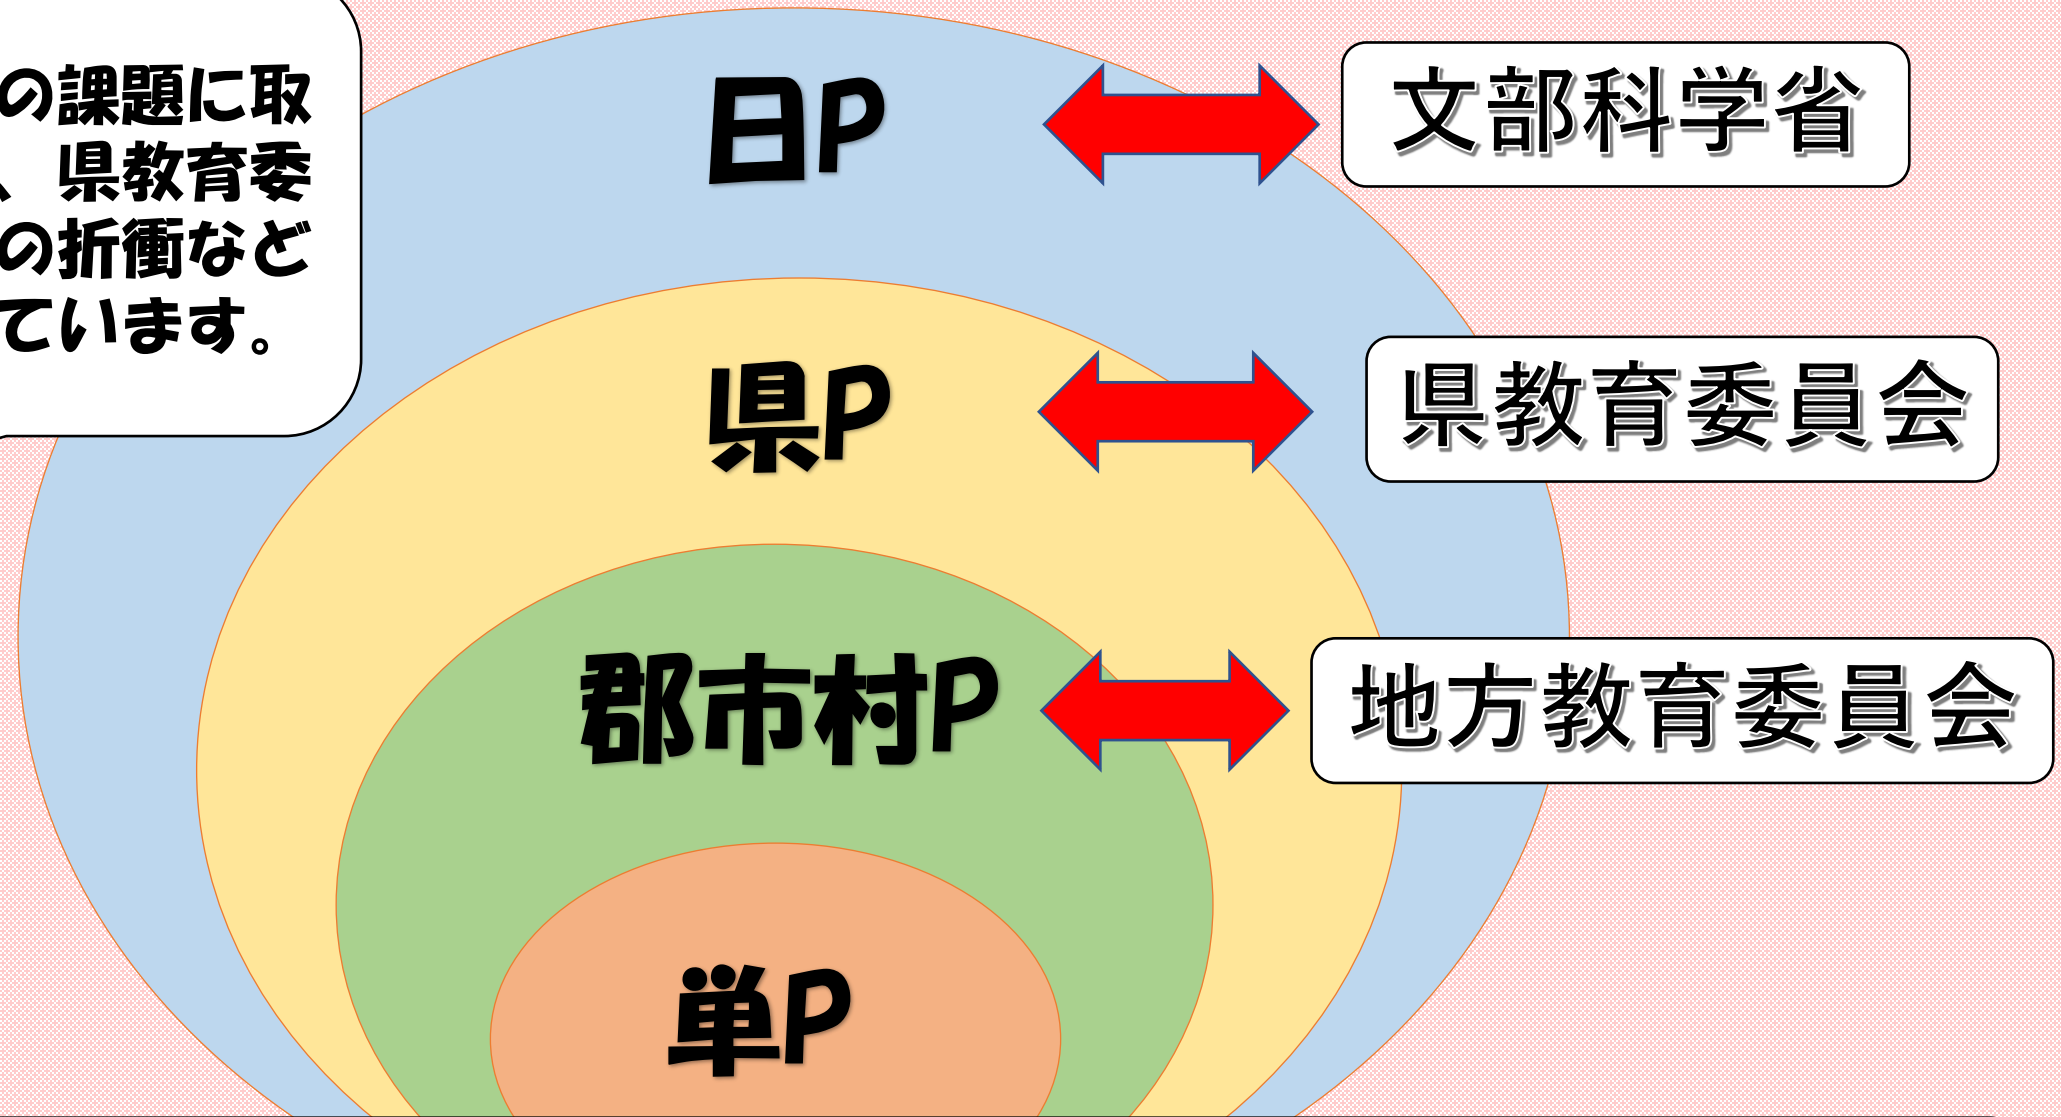 の課題に取
、県教育委
の折衝など
ています。
日P
文部科学省
県P
県教育委員会
郡市村P
地方教育委員会
単P